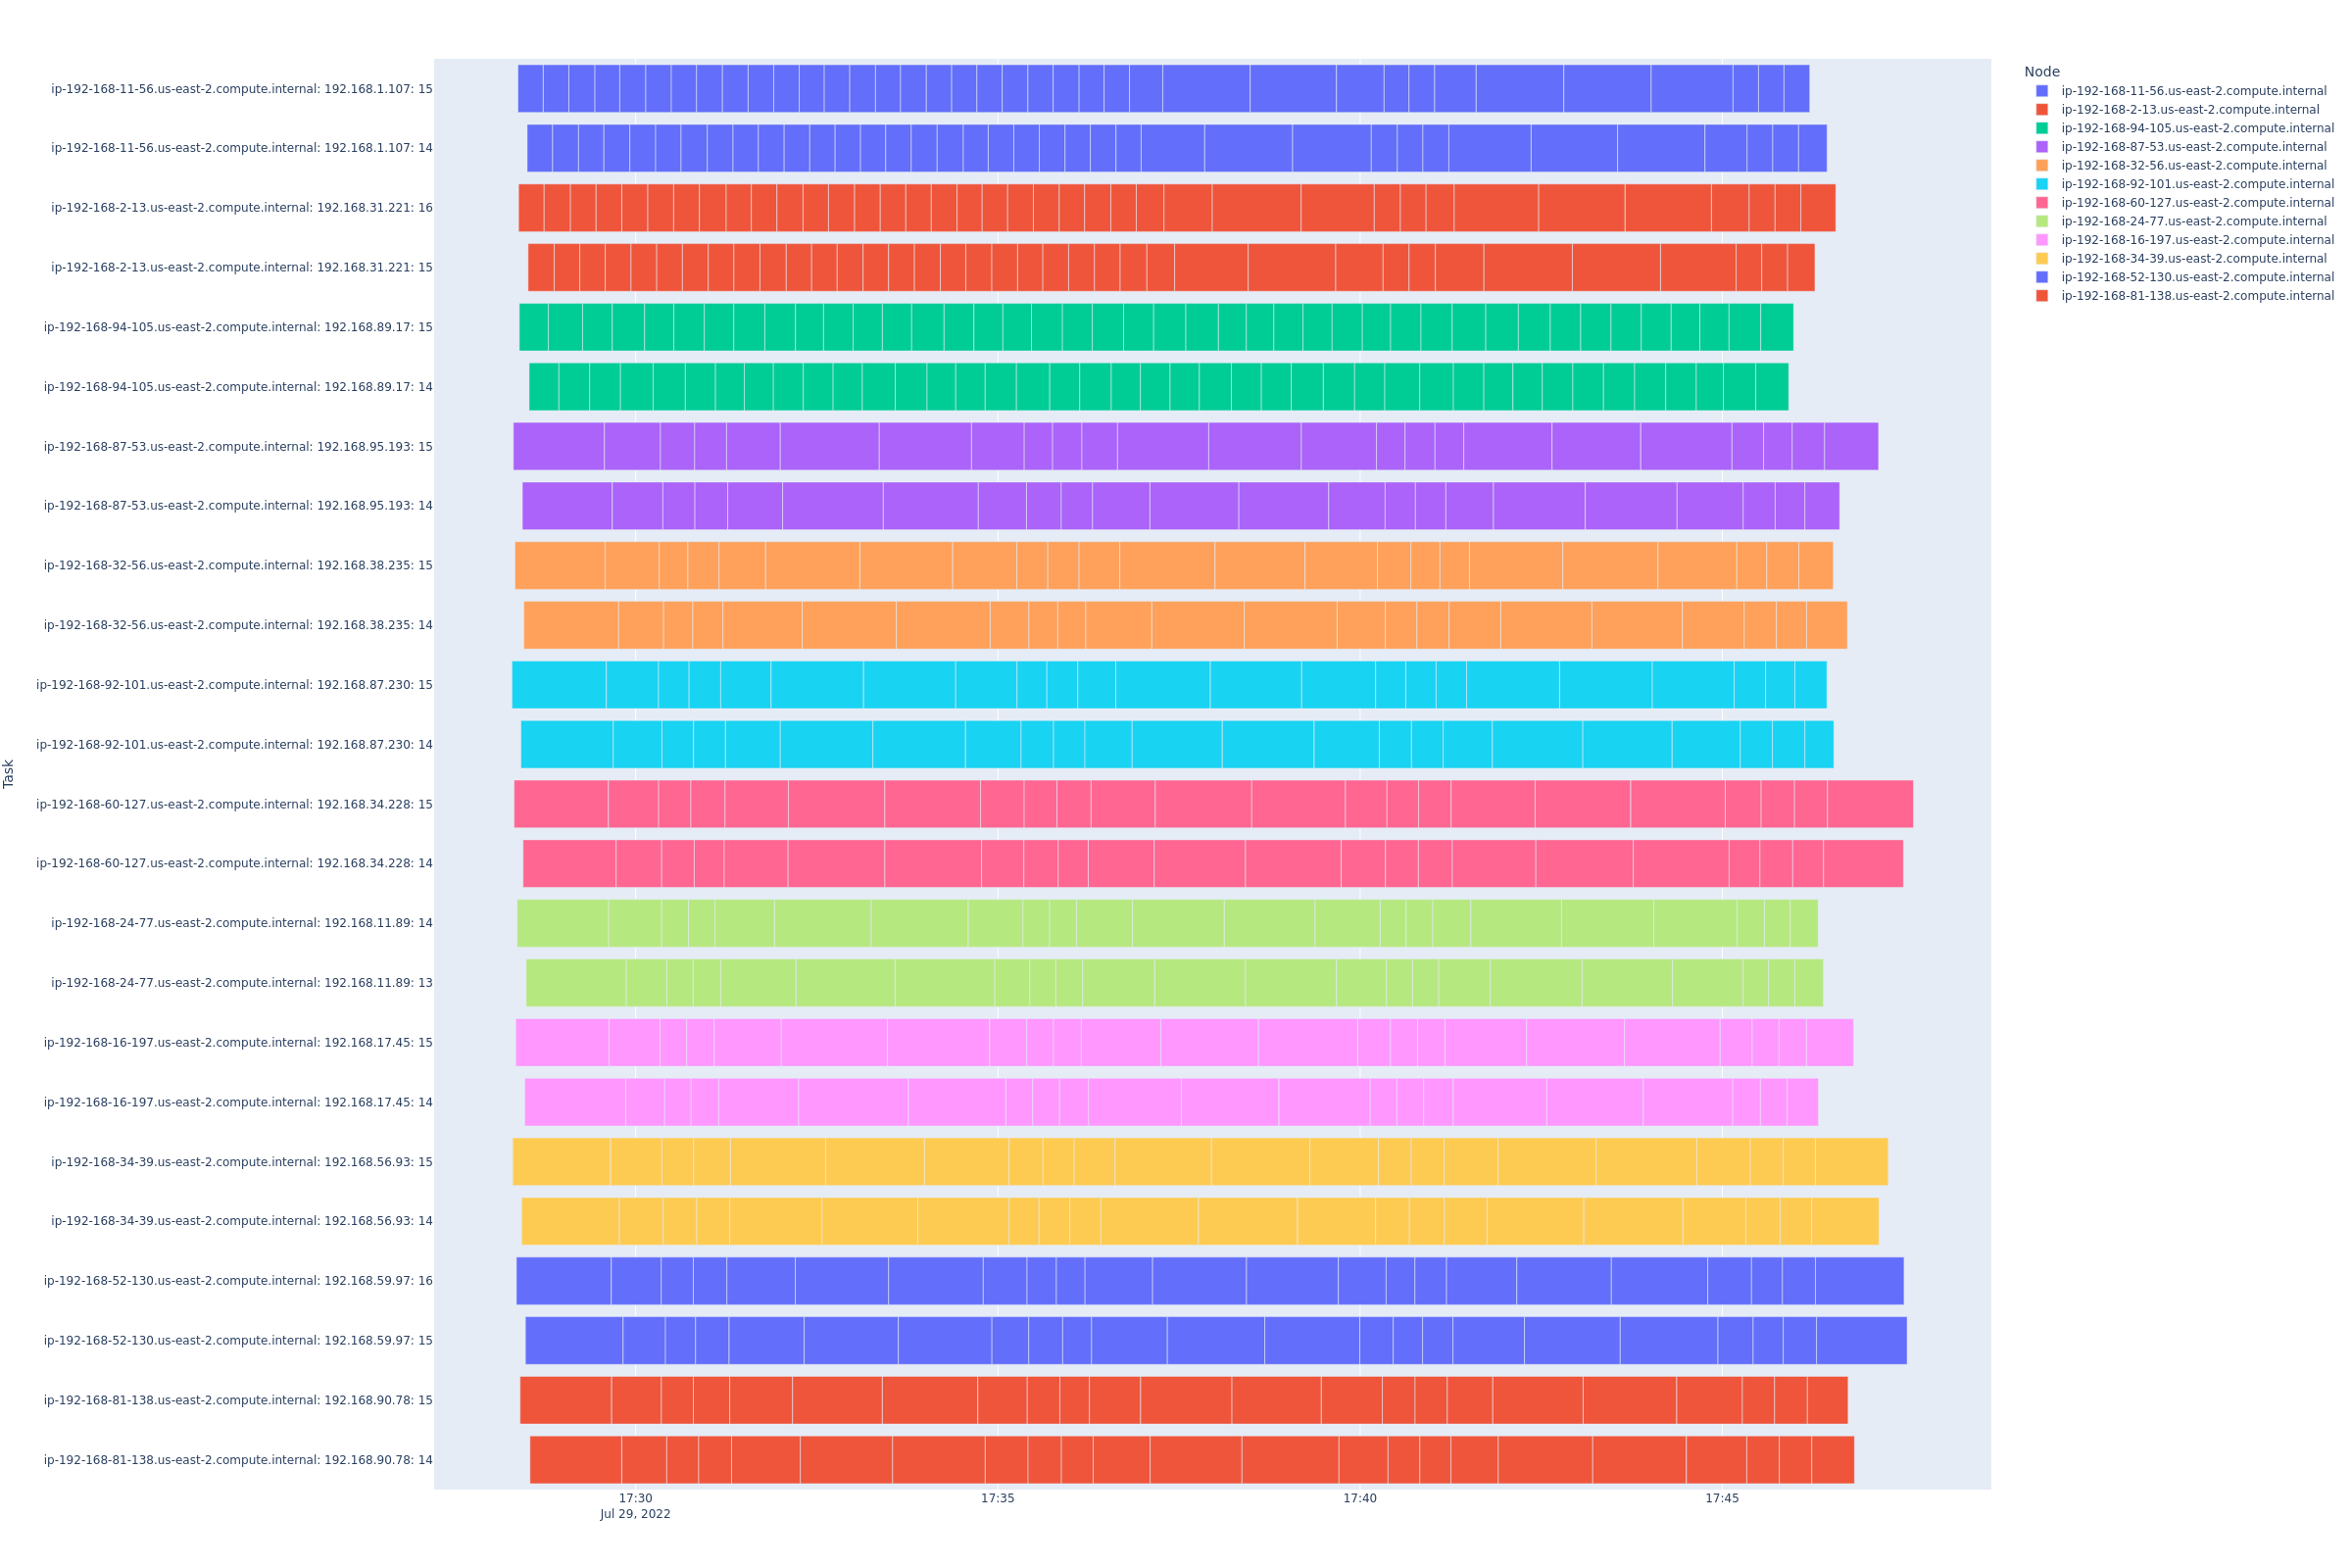 Task
ip-192-168-11-56.us-east-2.compute.internal: 192.168.1.107: 15
ip-192-168-11-56.us-east-2.compute.internal: 192.168.1.107: 14
ip-192-168-2-13.us-east-2.compute.internal: 192.168.31.221: 16
ip-192-168-2-13.us-east-2.compute.internal: 192.168.31.221: 15
ip-192-168-94-105.us-east-2.compute.internal: 192.168.89.17: 15
ip-192-168-94-105.us-east-2.compute.internal: 192.168.89.17: 14
ip-192-168-87-53.us-east-2.compute.internal: 192.168.95.193: 15
ip-192-168-87-53.us-east-2.compute.internal: 192.168.95.193: 14
ip-192-168-32-56.us-east-2.compute.internal: 192.168.38.235: 15
ip-192-168-32-56.us-east-2.compute.internal: 192.168.38.235: 14
ip-192-168-92-101.us-east-2.compute.internal: 192.168.87.230: 15
ip-192-168-92-101.us-east-2.compute.internal: 192.168.87.230: 14
ip-192-168-60-127.us-east-2.compute.internal: 192.168.34.228: 15
ip-192-168-60-127.us-east-2.compute.internal: 192.168.34.228: 14
ip-192-168-24-77.us-east-2.compute.internal: 192.168.11.89: 14
ip-192-168-24-77.us-east-2.compute.internal: 192.168.11.89: 13
ip-192-168-16-197.us-east-2.compute.internal: 192.168.17.45: 15
ip-192-168-16-197.us-east-2.compute.internal: 192.168.17.45: 14
ip-192-168-34-39.us-east-2.compute.internal: 192.168.56.93: 15
ip-192-168-34-39.us-east-2.compute.internal: 192.168.56.93: 14
ip-192-168-52-130.us-east-2.compute.internal: 192.168.59.97: 16
ip-192-168-52-130.us-east-2.compute.internal: 192.168.59.97: 15
ip-192-168-81-138.us-east-2.compute.internal: 192.168.90.78: 15
ip-192-168-81-138.us-east-2.compute.internal: 192.168.90.78: 14
17:30 17:35 17:40 17:45
Jul 29, 2022
Node
ip-192-168-11-56.us-east-2.compute.internal
ip-192-168-2-13.us-east-2.compute.internal
ip-192-168-94-105.us-east-2.compute.internal
ip-192-168-87-53.us-east-2.compute.internal
ip-192-168-32-56.us-east-2.compute.internal
ip-192-168-92-101.us-east-2.compute.internal
ip-192-168-60-127.us-east-2.compute.internal
ip-192-168-24-77.us-east-2.compute.internal
ip-192-168-16-197.us-east-2.compute.internal
ip-192-168-34-39.us-east-2.compute.internal
ip-192-168-52-130.us-east-2.compute.internal
ip-192-168-81-138.us-east-2.compute.internal